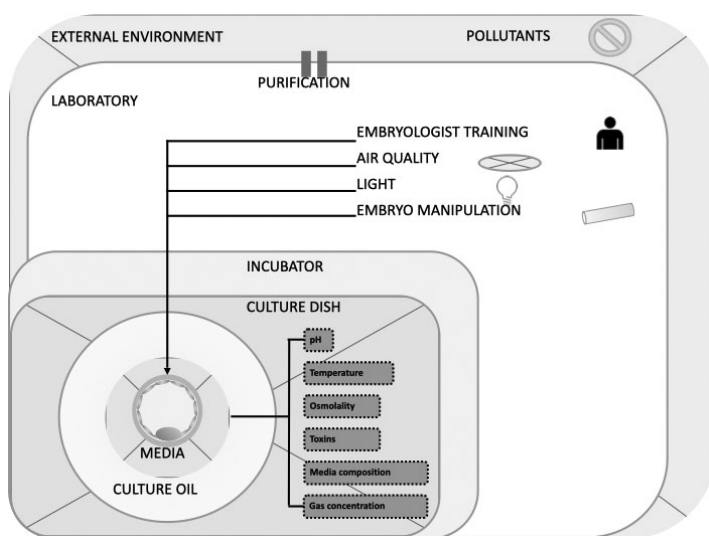 EXTERNAL ENVIRONMENT
POLLUTANTS
PURIFICATION
LABORATORY
EMBRYOLOGIST TRAINING
AIR QUALITY
LIGHT
EMBRYO MANIPULATION
INCUBATOR
CULTURE DISH
pH
Temperature
Osmolality
Toxins
MEDIA
Media composition
CULTURE OIL
Gas concentration